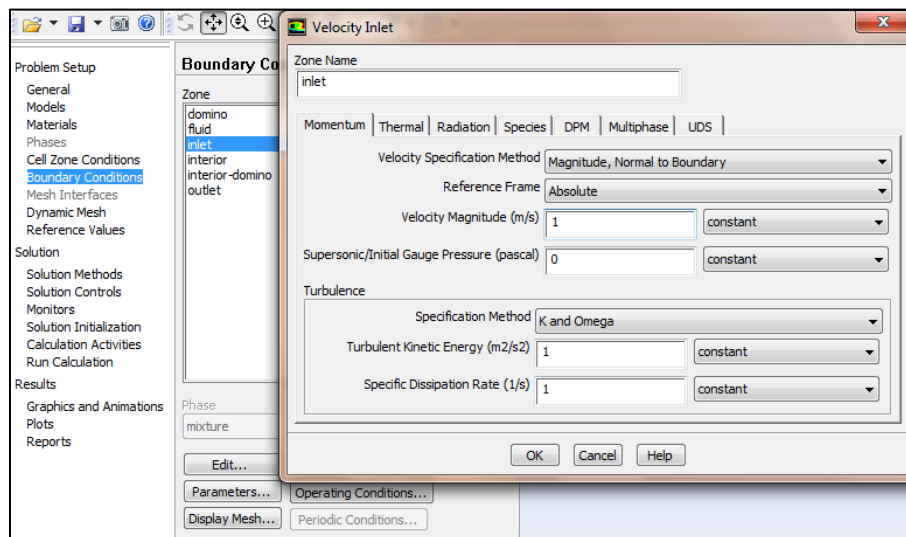 Velocity Inlet
Problem Setup
General
Models
Materials
Phases
Cell Zone Conditions
Boundary Conditions
Mesh Interfaces
Dynamic Mesh
Reference Values
Solution
Solution Methods
Solution Controls
Monitors
Solution Initialization
Calculation Activities
Run Calculation
Results
Graphics and Animations
Plots
Reports
Boundary Co
Zone
domino
fluid
inlet
interior
interior-domino
outlet
Phase
mixture
Edit...
Parameters... Operating Conditions...
Display Mesh... Periodic Conditions...
Zone Name
inlet
Momentum Thermal Radiation Species DPM Multiphase UDS
Velocity Specification Method Magnitude, Normal to Boundary
Reference Frame Absolute
Velocity Magnitude (m/s) 1 constant
Supersonic/Initial Gauge Pressure (pascal) 0 constant
Turbulence
Specification Method K and Omega
Turbulent Kinetic Energy (m2/s2) 1 constant
Specific Dissipation Rate (1/s) 1 constant
OK Cancel Help